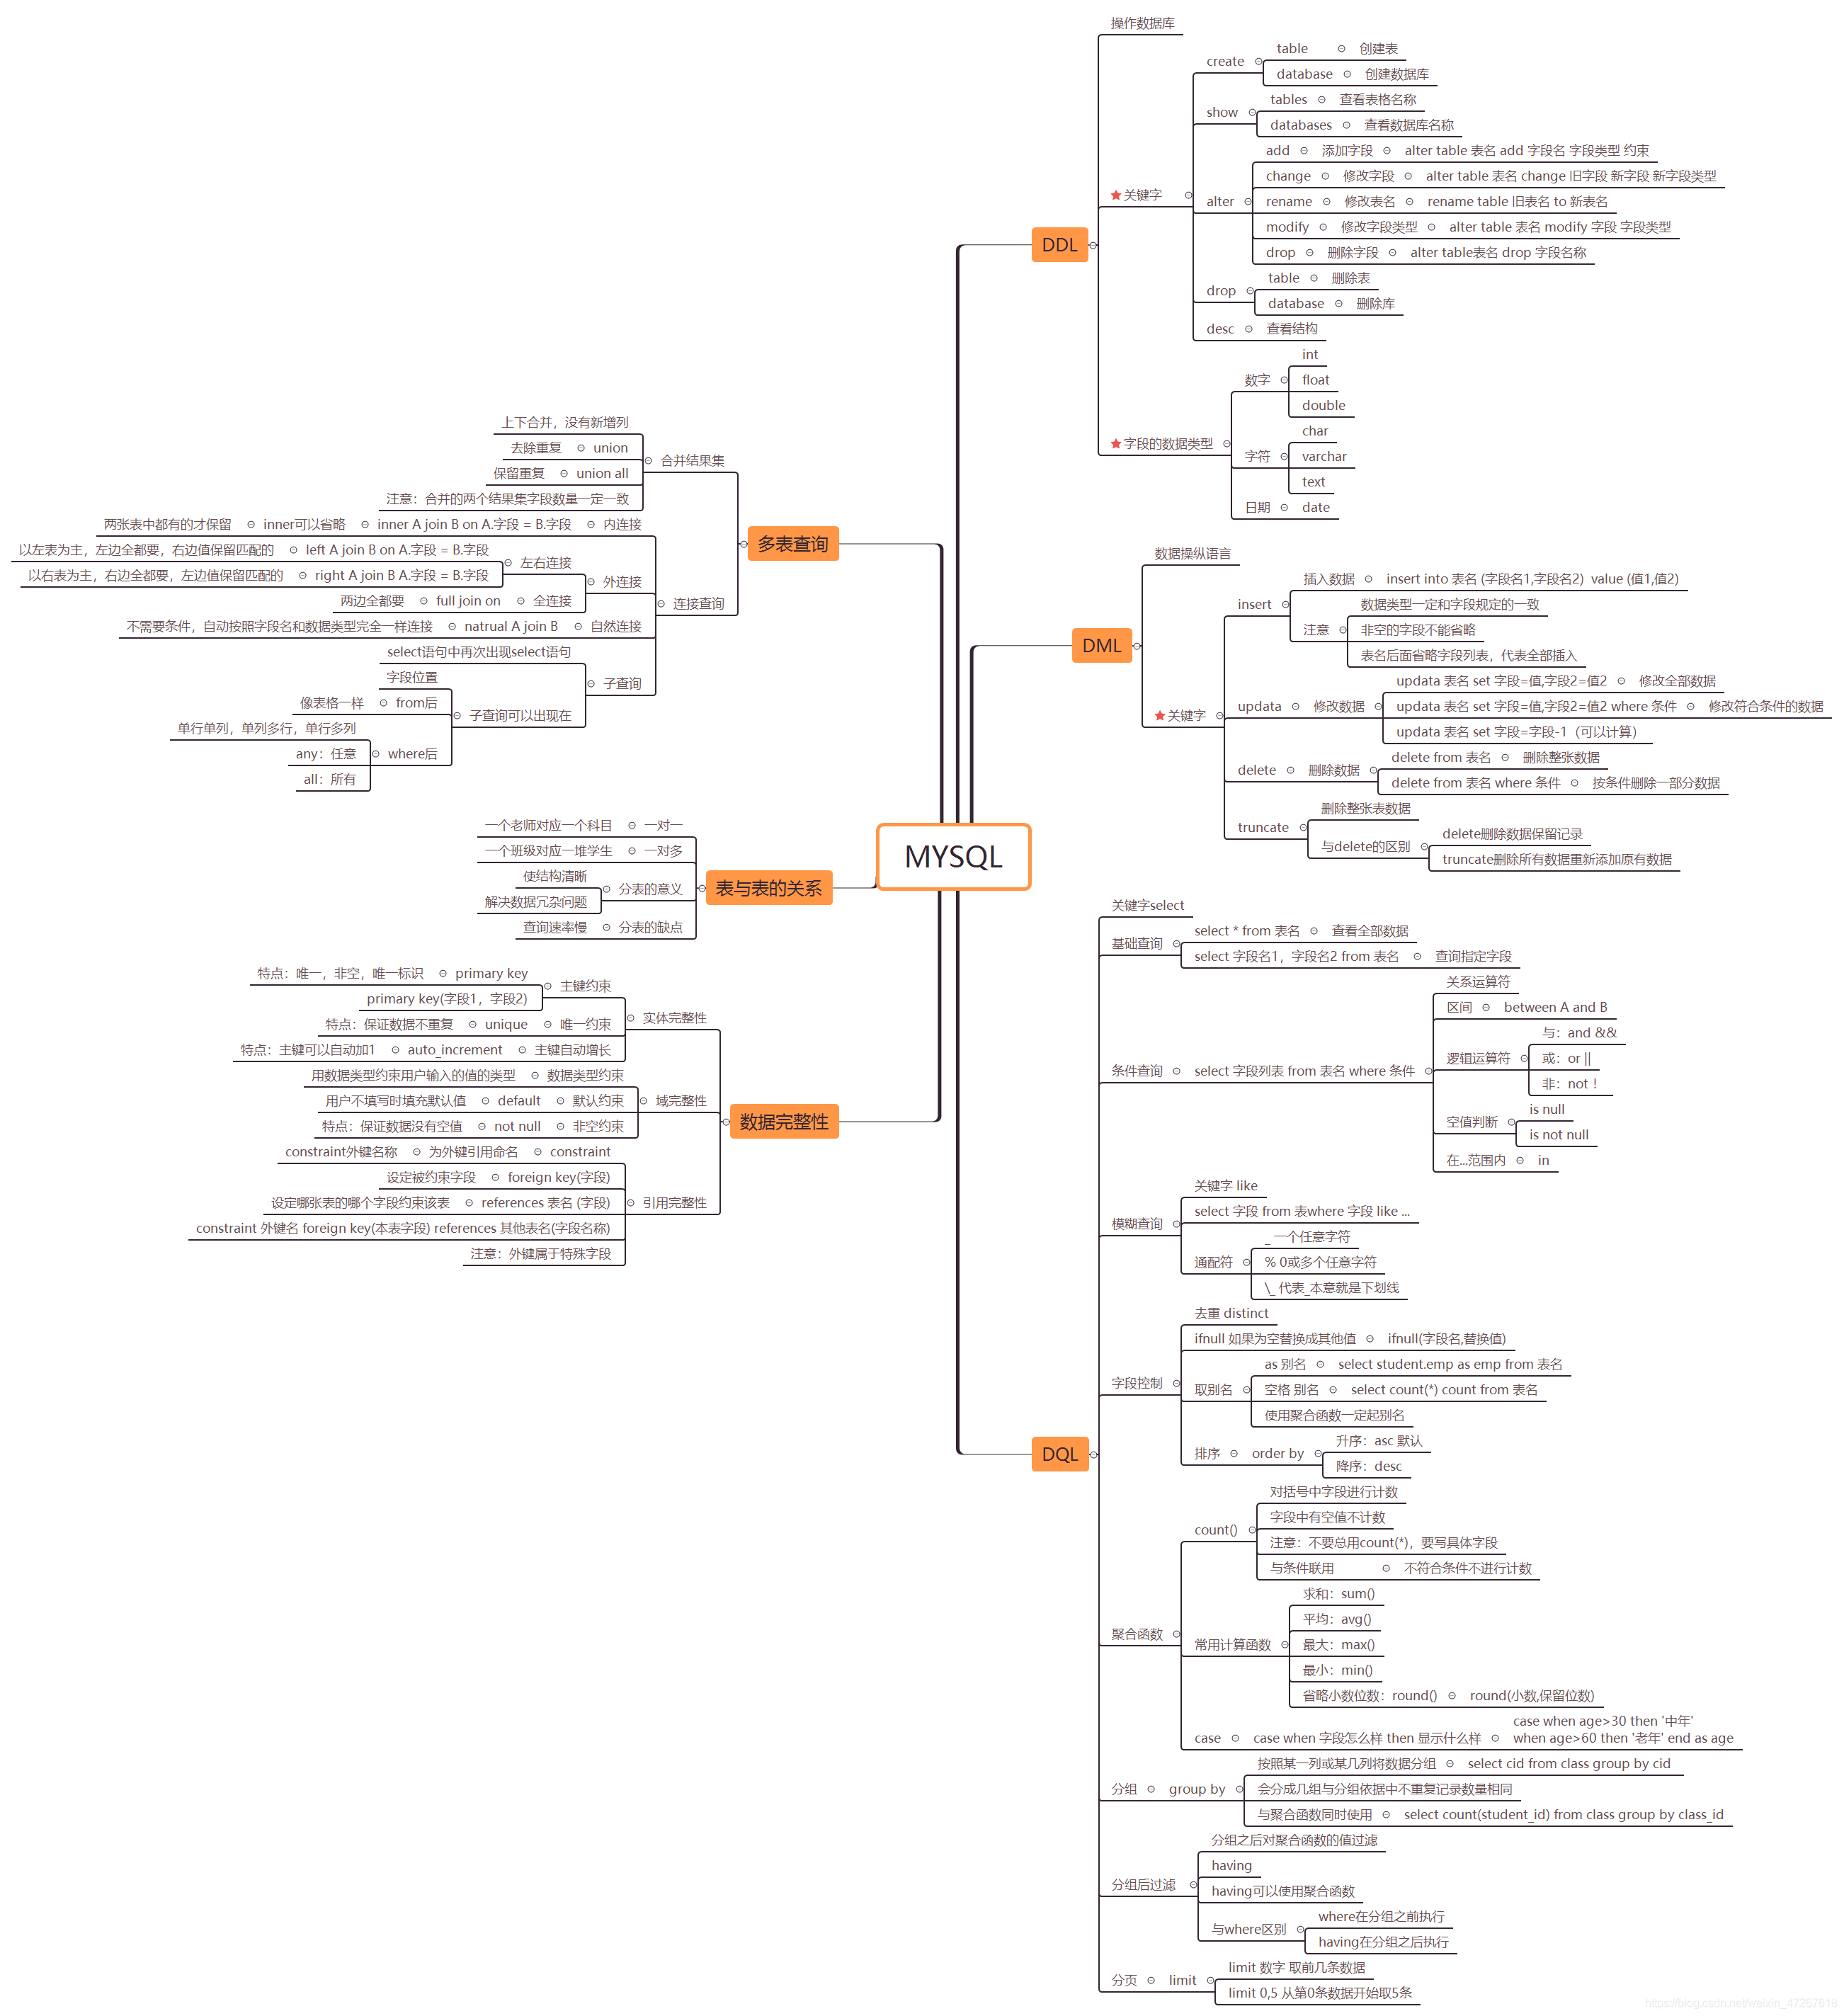 MYSQL
DDL
操作数据库
关键字
create
table
创建表
database
创建数据库
show
tables
查看表格名称
databases
查看数据库名称
alter
add
添加字段
alter table 表名 add 字段名 字段类型 约束
change
修改字段
alter table 表名 change 旧字段 新字段 新字段类型
rename
修改表名
rename table 旧表名 to 新表名
modify
修改字段类型
alter table 表名 modify 字段 字段类型
drop
删除字段
alter table表名 drop 字段名称
drop
table
删除表
database
删除库
desc
查看结构
字段的数据类型
数字
int
float
double
字符
char
varchar
text
日期
date
DML
数据操纵语言
关键字
insert
插入数据
insert into 表名 (字段名1,字段名2) value (值1,值2)
注意
数据类型一定和字段规定的一致
非空的字段不能省略
表名后面省略字段列表，代表全部插入
updata
修改数据
updata 表名 set 字段=值,字段2=值2
修改全部数据
updata 表名 set 字段=值,字段2=值2 where 条件
修改符合条件的数据
updata 表名 set 字段=字段-1（可以计算）
delete
删除数据
delete from 表名
删除整张数据
delete from 表名 where 条件
按条件删除一部分数据
truncate
删除整张表数据
与delete的区别
delete删除数据保留记录
truncate删除所有数据重新添加原有数据
DQL
关键字select
基础查询
select * from 表名
查看全部数据
select 字段名1，字段名2 from 表名
查询指定字段
条件查询
select 字段列表 from 表名 where 条件
关系运算符
区间
between A and B
逻辑运算符
与：and &&
或：or ||
非：not ！
空值判断
is null
is not null
在...范围内
in
模糊查询
关键字 like
select 字段 from 表where 字段 like ...
通配符
_ 一个任意字符
% 0或多个任意字符
\_ 代表_本意就是下划线
字段控制
去重 distinct
ifnull 如果为空替换成其他值
ifnull(字段名,替换值)
取别名
as 别名
select student.emp as emp from 表名
空格 别名
select count(*) count from 表名
使用聚合函数一定起别名
排序
order by
升序：asc 默认
降序：desc
聚合函数
count()
对括号中字段进行计数
字段中有空值不计数
注意：不要总用count(*)，要写具体字段
与条件联用
不符合条件不进行计数
常用计算函数
求和：sum()
平均：avg()
最大：max()
最小：min()
省略小数位数：round()
round(小数,保留位数)
case
case when 字段怎么样 then 显示什么样
case when age>30 then '中年'
when age>60 then '老年' end as age
分组
group by
按照某一列或某几列将数据分组
select cid from class group by cid
会分成几组与分组依据中不重复记录数量相同
与聚合函数同时使用
select count(student_id) from class group by class_id
分组后过滤
分组之后对聚合函数的值过滤
having
having可以使用聚合函数
与where区别
where在分组之前执行
having在分组之后执行
分页
limit
limit 数字 取前几条数据
limit 0,5 从第0条数据开始取5条
多表查询
合并结果集
上下合并，没有新增列
union
去除重复
union all
保留重复
注意：合并的两个结果集字段数量一定一致
连接查询
内连接
inner A join B on A.字段 = B.字段
inner可以省略
两张表中都有的才保留
外连接
左右连接
left A join B on A.字段 = B.字段
以左表为主，左边全都要，右边值保留匹配的
right A join B A.字段 = B.字段
以右表为主，右边全都要，左边值保留匹配的
全连接
full join on
两边全都要
自然连接
natrual A join B
不需要条件，自动按照字段名和数据类型完全一样连接
子查询
select语句中再次出现select语句
子查询可以出现在
字段位置
from后
像表格一样
where后
单行单列，单列多行，单行多列
any：任意
all：所有
表与表的关系
一对一
一个老师对应一个科目
一对多
一个班级对应一堆学生
分表的意义
使结构清晰
解决数据冗杂问题
分表的缺点
查询速率慢
数据完整性
实体完整性
主键约束
primary key
特点：唯一，非空，唯一标识
primary key(字段1，字段2)
唯一约束
unique
特点：保证数据不重复
主键自动增长
auto_increment
特点：主键可以自动加1
域完整性
数据类型约束
用数据类型约束用户输入的值的类型
默认约束
default
用户不填写时填充默认值
非空约束
not null
特点：保证数据没有空值
引用完整性
constraint
为外键引用命名
constraint外键名称
foreign key(字段)
设定被约束字段
references 表名 (字段)
设定哪张表的哪个字段约束该表
constraint 外键名 foreign key(本表字段) references 其他表名(字段名称)
注意：外键属于特殊字段
https://blog.csdn.net/weixin_47267618